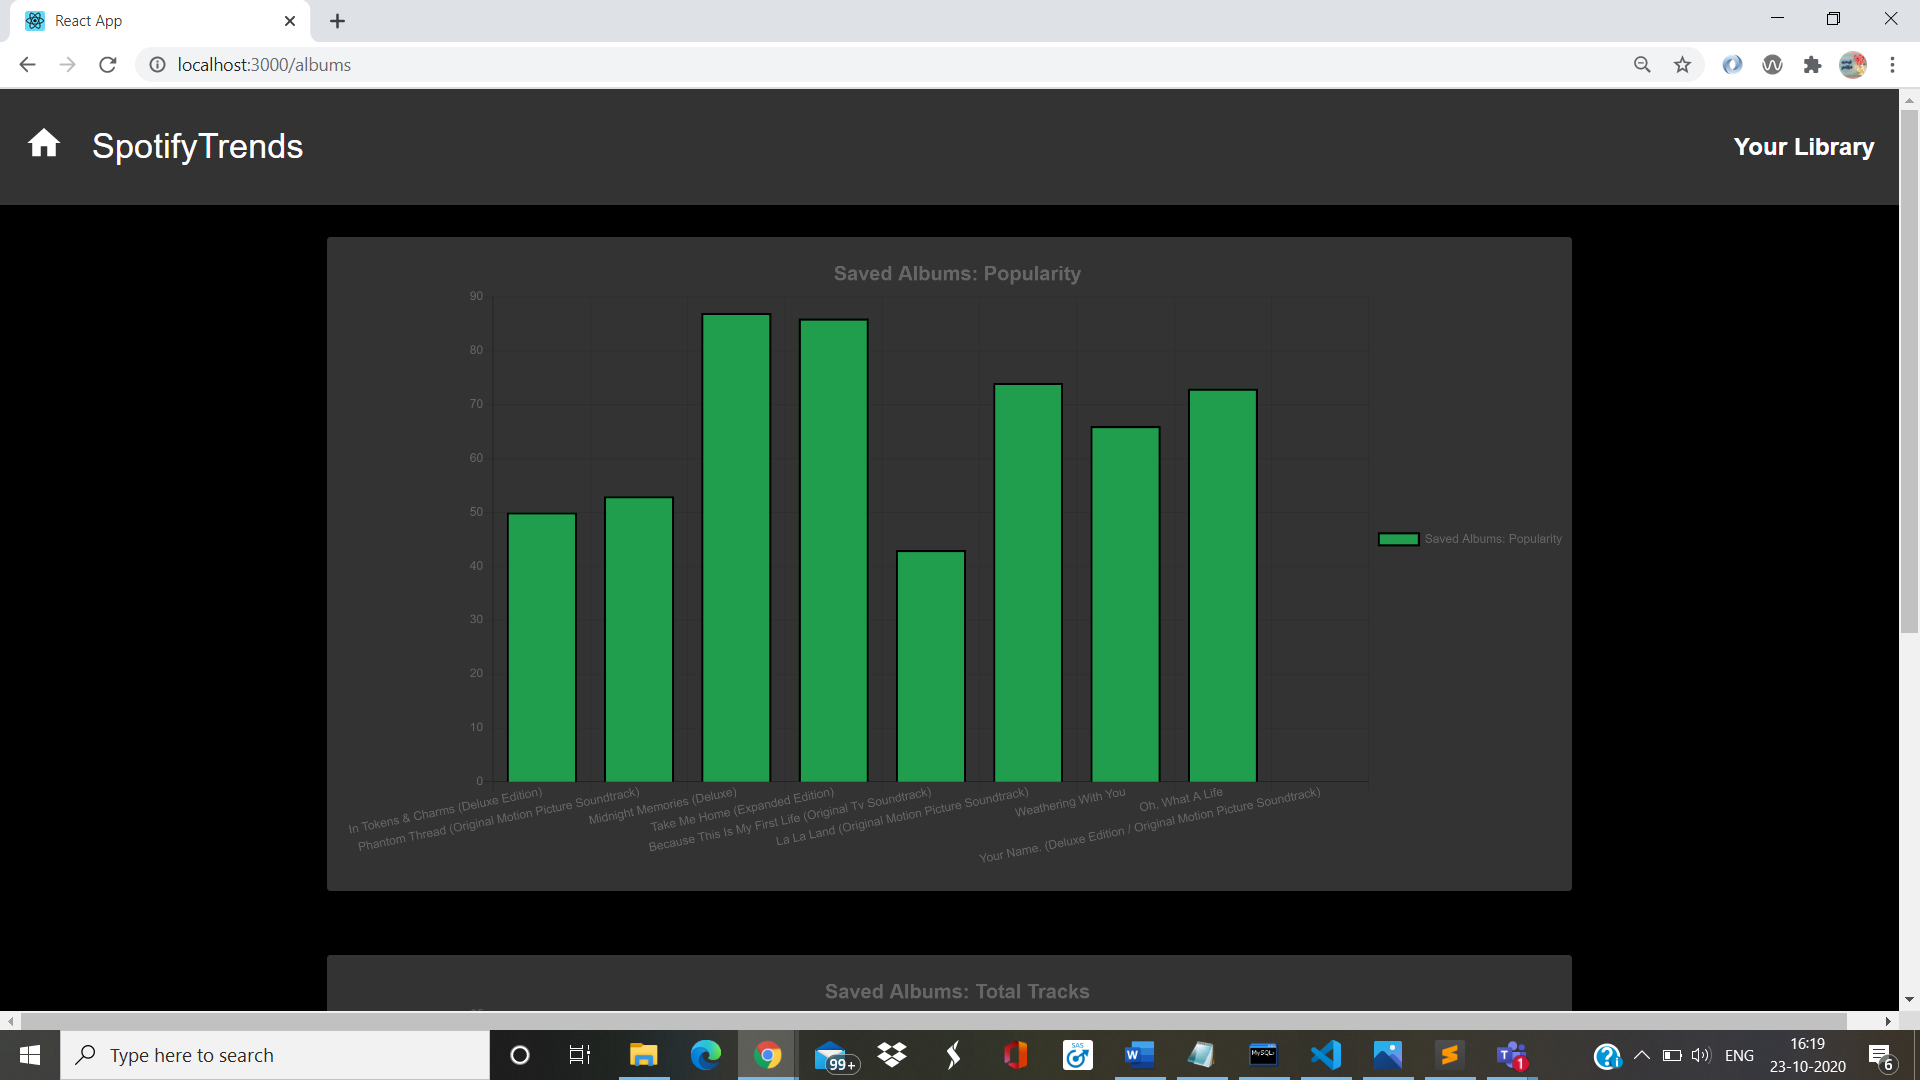 React App
localhost:3000/albums
SpotifyTrends
Your Library
Saved Albums: Popularity
90
80
70
60
50
40
30
20
10
0
In Tokens & Charms (Deluxe Edition)
Phantom Thread (Original Motion Picture Soundtrack)
Midnight Memories (Deluxe)
Take Me Home (Expanded Edition)
Because This Is My First Life (Original Tv Soundtrack)
La La Land (Original Motion Picture Soundtrack)
Weathering With You
Oh, What A Life
Your Name. (Deluxe Edition / Original Motion Picture Soundtrack)
Saved Albums: Popularity
Saved Albums: Total Tracks
Type here to search
99+
SAS
W
MySQL
T
1
ENG
16:19
23-10-2020
6